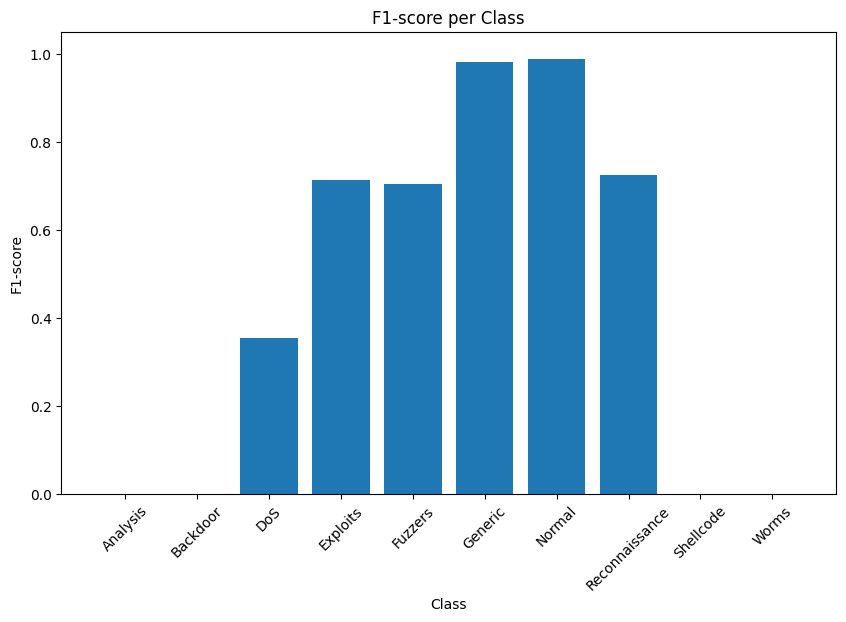 F1-score per Class
F1-score
1.0
0.8
0.6
0.4
0.2
0.0
Analysis
Backdoor
DoS
Exploits
Fuzzers
Generic
Normal
Reconnaissance
Shellcode
Worms
Class